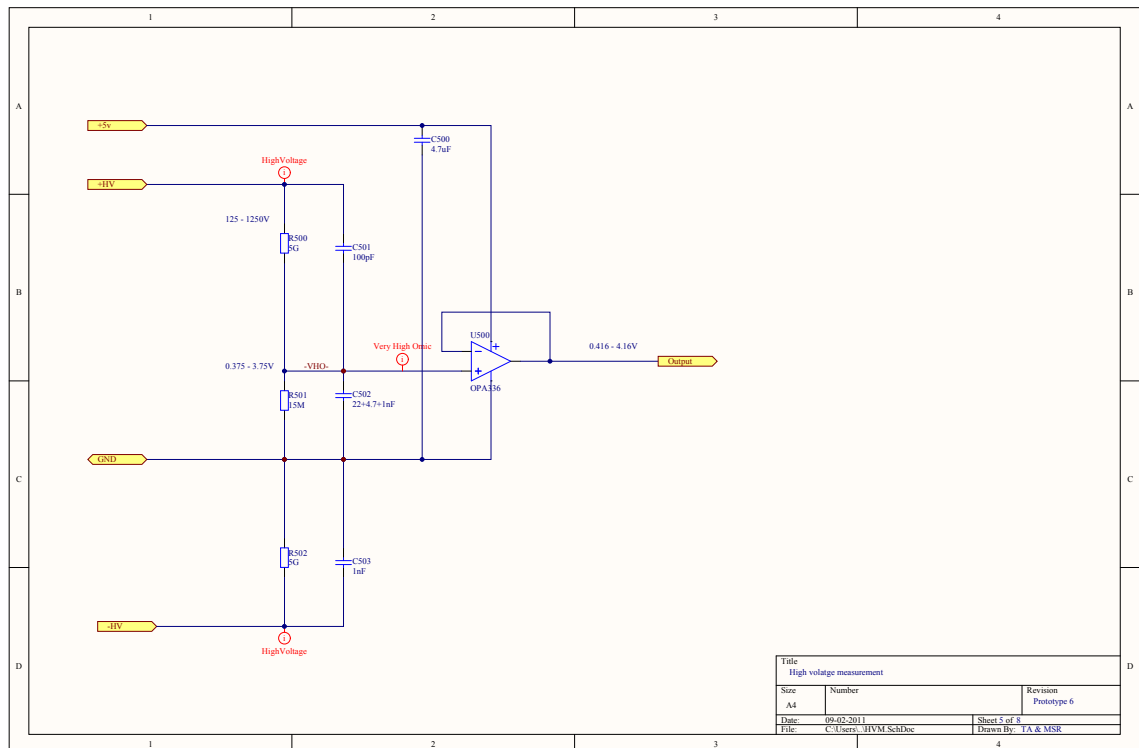 1 2 3 4
A A
+5v
C500
4.7uF
HighVoltage
i
+HV
125 - 1250V
R500
5G
C501
100pF
B B
U500
Very High Omic
i
0.416 - 4.16V
Output
0.375 - 3.75V
-VHO-
OPA336
R501
15M
C502
22+4.7+1nF
GND
C C
R502
5G
C503
1nF
-HV
i
HighVoltage
D D
Title
High volatge measurement
Size
Number
Revision
A4
Prototype 6
Date: 09-02-2011 Sheet 5 of 8
File: C:\Users\..\HVM.SchDoc Drawn By: TA & MSR
1 2 3 4